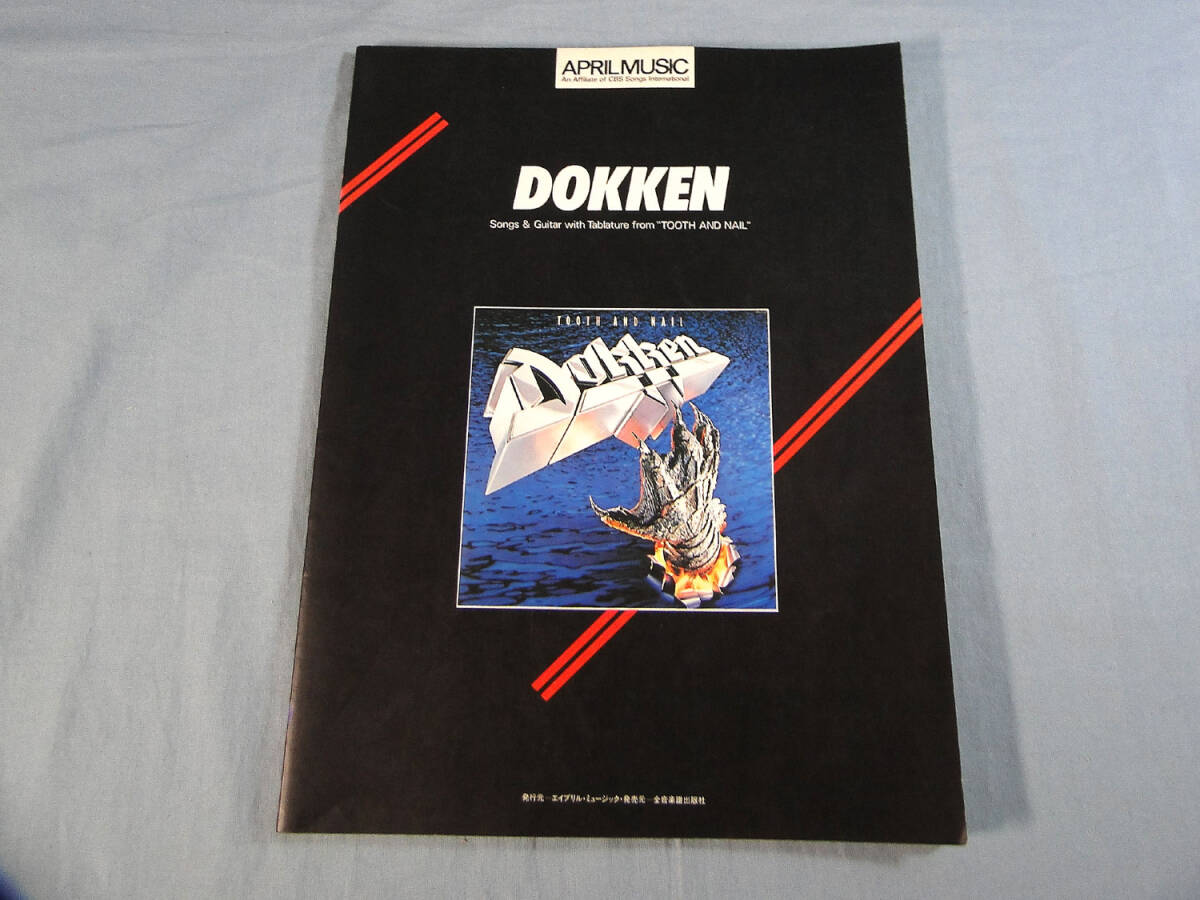 APRIL MUSIC
An Affiliate of CBS Songs International
DOKKEN
Songs & Guitar with Tablature from "TOOTH AND NAIL"
TOOTH AND NAIL
Dokken
発行元—エイプリル・ミュージック・発売元—全音楽譜出版社